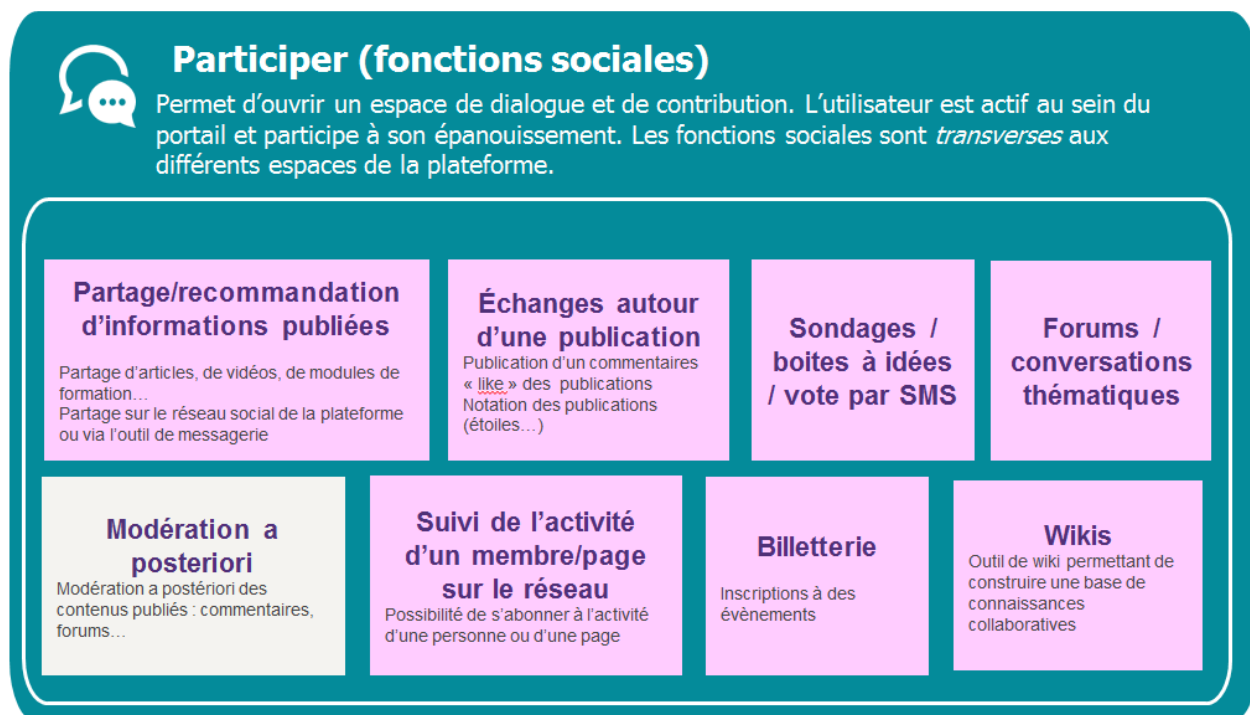 Participer (fonctions sociales)
Permet d’ouvrir un espace de dialogue et de contribution. L’utilisateur est actif au sein du
portail et participe à son épanouissement. Les fonctions sociales sont transverses aux
différents espaces de la plateforme.
Partage/recommandation
d’informations publiées
Partage d’articles, de vidéos, de modules de
formation…
Partage sur le réseau social de la plateforme
ou via l’outil de messagerie
Échanges autour
d’une publication
Publication d’un commentaires
« like » des publications
Notation des publications
(étoiles…)
Sondages /
boites à idées
/ vote par SMS
Forums /
conversations
thématiques
Modération a
posteriori
Modération a postériori des
contenus publiés : commentaires,
forums…
Suivi de l’activité
d’un membre/page
sur le réseau
Possibilité de s’abonner à l’activité
d’une personne ou d’une page
Billetterie
Inscriptions à des
évènements
Wikis
Outil de wiki permettant de
construire une base de
connaissances
collaboratives